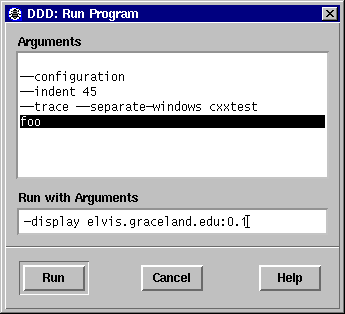 DDD: Run Program
Arguments
--configuration
--indent 45
--trace --separate-windows cxxtest
foo
Run with Arguments
-display elvis.graceland.edu:0.1
Run Cancel Help